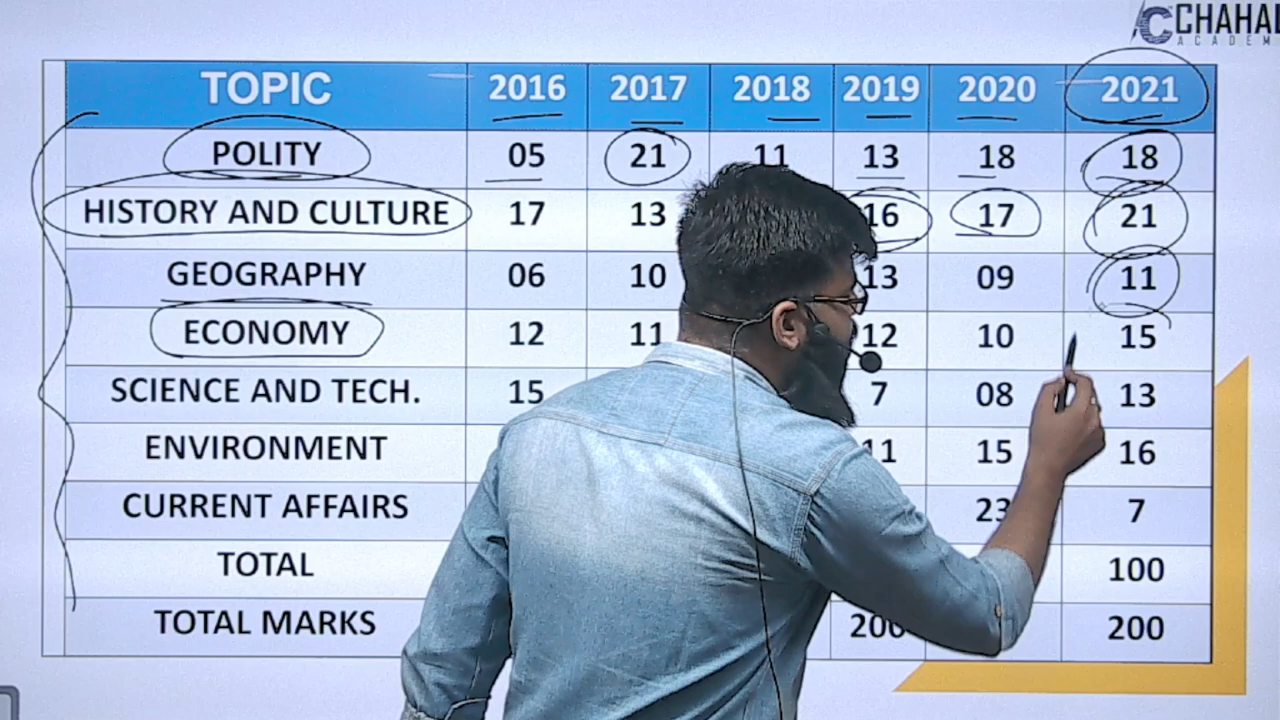 CHAHAL
ACADEM
TOPIC 2016 2017 2018 2019 2020 2021
POLITY 05 21 11 13 18 18
HISTORY AND CULTURE 17 13 16 17 21
GEOGRAPHY 06 10 13 09 11
ECONOMY 12 11 12 10 15
SCIENCE AND TECH. 15 7 08 13
ENVIRONMENT 11 15 16
CURRENT AFFAIRS 23 7
TOTAL 100
TOTAL MARKS 200 200